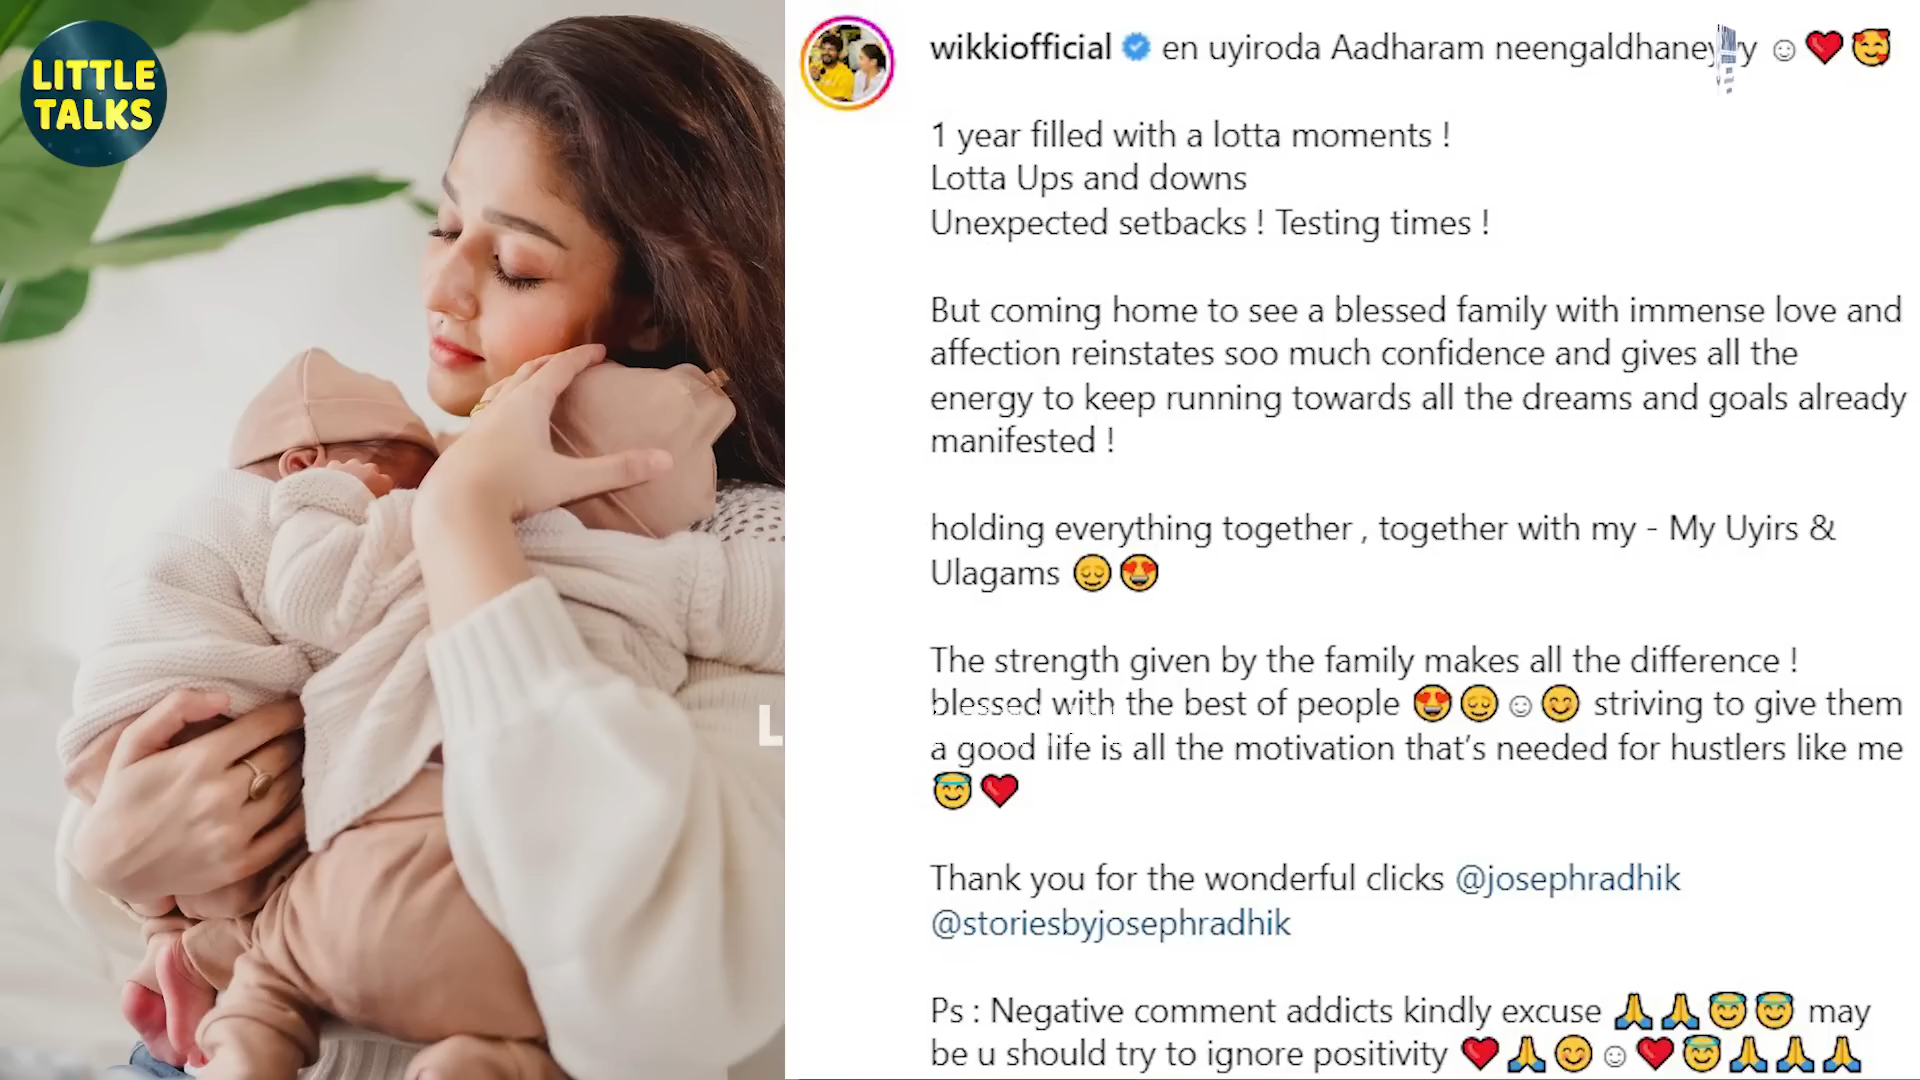 LITTLE
TALKS
wikkiofficial en uyiroda Aadharam ☺❤🥰
1 year filled with a lotta moments !
Lotta Ups and downs
Unexpected setbacks ! Testing times !
But coming home to see a blessed family with immense love and
affection reinstates soo much confidence and gives all the
energy to keep running towards all the dreams and goals already
manifested !
holding everything together , together with my - My Uyirs &
Ulagams 😌😍
The strength given by the family makes all the difference !
blessed with the best of people 😍😌☺😊 striving to give them
a good life is all the motivation that’s needed for hustlers like me
😇❤
Thank you for the wonderful clicks @josephradhik
@storiesbyjosephradhik
Ps : Negative comment addicts kindly excuse 🙏🙏😇😇 may
be u should try to ignore positivity ❤🙏😊☺❤😇🙏🙏🙏